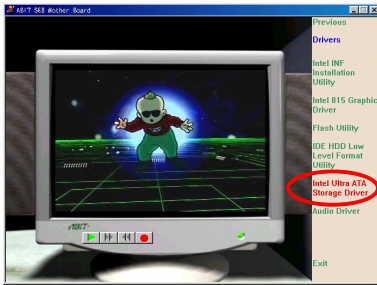 ABIT SE6 Mother Board
Previous
Drivers
Intel INF
Installation
Utility
Intel 815 Graphic
Driver
Flash Utility
IDE HDD Low
Level Format
Utility
Intel Ultra ATA
Storage Driver
Audio Driver
ABIT
Exit